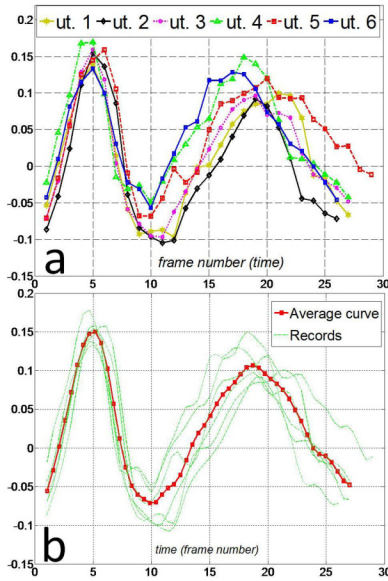 ut. 1 ut. 2 ut. 3 ut. 4 ut. 5 ut. 6
0.2
0.15
0.1
0.05
0
-0.05
-0.1
-0.15
a
frame number (time)
0 5 10 15 20 25 30
0.2
0.15
0.1
0.05
0
-0.05
-0.1
-0.15
Average curve
Records
b
time (frame number)
0 5 10 15 20 25 30